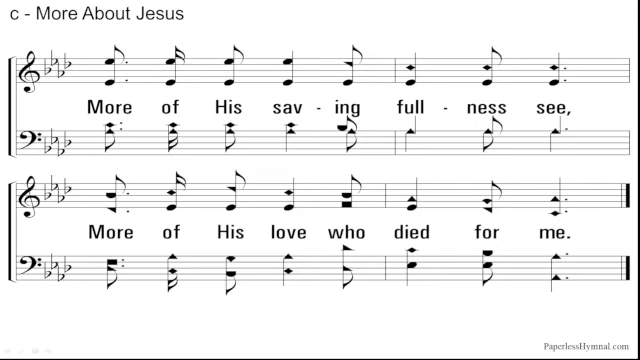 c - More About Jesus
More of His sav - ing full - ness see,
More of His love who died for me.
PaperlessHymnal.com